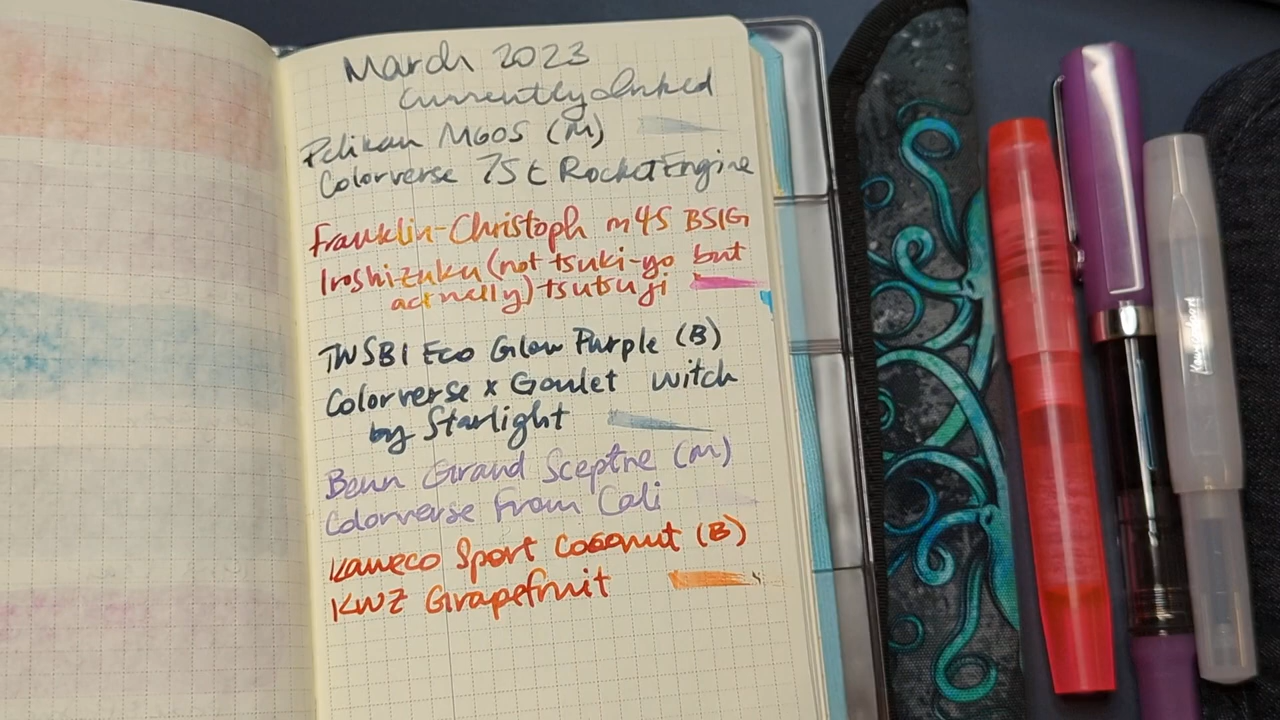 March 2023
Currently Inked
Pelikan M605 (M)
Colorverse 75t Rocket Engine
Franklin-Christoph m45 BSIG
Iroshizuku (not tsuki-yo but
actually) tsutsuji
TWSBI Eco Glow Purple (B)
Colorverse x Goulet Witch
by Starlight
Benu Grand Sceptre (M)
Colorverse From Cali
Kaweco Sport Coconut (B)
KWZ Grapefruit